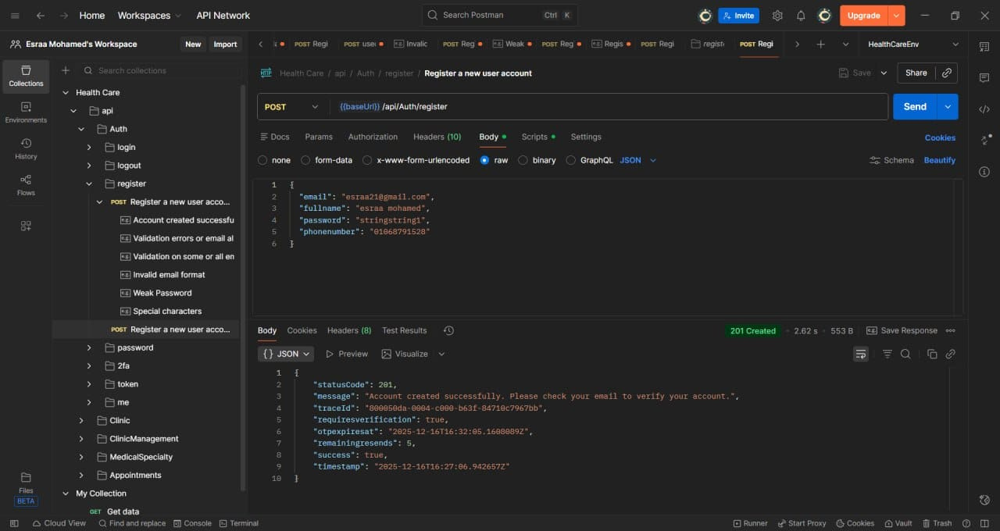 Home Workspaces API Network Search Postman Ctrl K Invite Upgrade
Esraa Mohamed's Workspace New Import
POST Regi POST user Invalic POST Reg Weak POST Reg Regis POST Regi regist POST Regi HealthCareEnv
Collections
Environments
History
Flows
Files
BETA
Search collections
Health Care
api
Auth
login
logout
register
POST Register a new user acco...
Account created successfu
Validation errors or email al
Validation on some or all en
Invalid email format
Weak Password
Special characters
POST Register a new user acco...
password
2fa
token
me
Clinic
ClinicManagement
MedicalSpecialty
Appointments
My Collection
GET Get data
HTTP Health Care / api / Auth / register / Register a new user account Save Share
POST {{baseUrl}} /api/Auth/register Send
Docs Params Authorization Headers (10) Body Scripts Settings Cookies
none form-data x-www-form-urlencoded raw binary GraphQL JSON Schema Beautify
1 {
2 "email": "esraa21@gmail.com",
3 "fullname": "esraa mohamed",
4 "password": "stringstring1",
5 "phonenumber": "01068791528"
6 }
Body Cookies Headers (8) Test Results 201 Created 2.62 s 553 B Save Response
{} JSON Preview Visualize
1 {
2 "statusCode": 201,
3 "message": "Account created successfully. Please check your email to verify your account.",
4 "traceId": "800050da-0004-c000-b63f-84710c7967bb",
5 "requiresverification": true,
6 "otpexpiresat": "2025-12-16T16:32:05.1608089Z",
7 "remainingresends": 5,
8 "success": true,
9 "timestamp": "2025-12-16T16:27:06.942657Z"
10 }
Cloud View Find and replace Console Terminal Runner Start Proxy Cookies Vault Trash